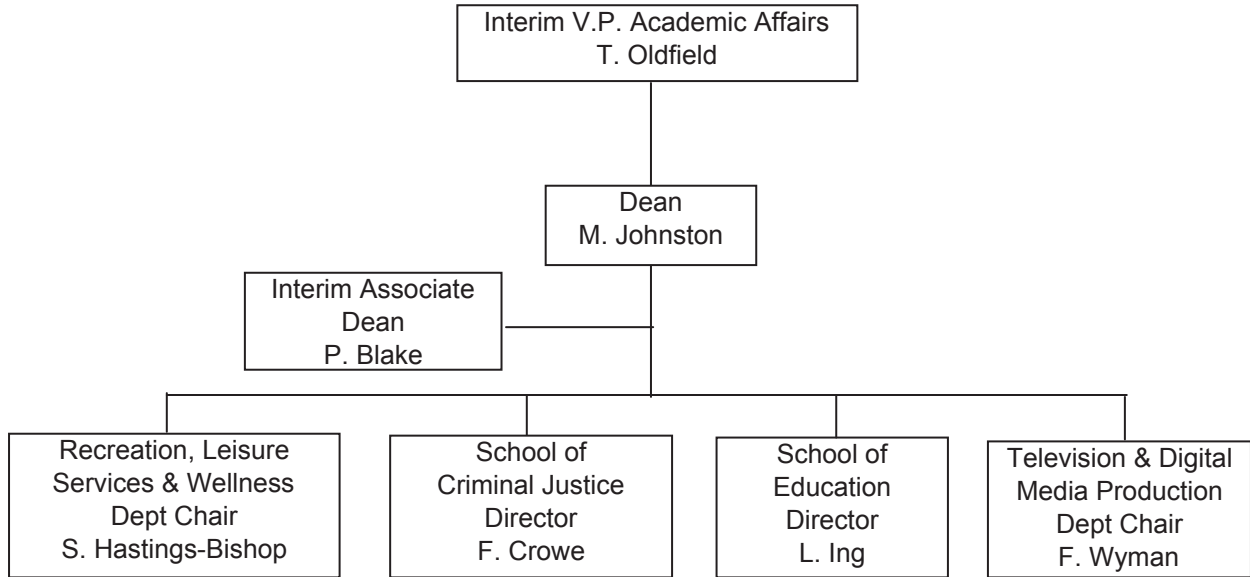 Interim V.P. Academic Affairs
T. Oldfield
Dean
M. Johnston
Interim Associate
Dean
P. Blake
Recreation, Leisure
Services & Wellness
Dept Chair
S. Hastings-Bishop
School of
Criminal Justice
Director
F. Crowe
School of
Education
Director
L. Ing
Television & Digital
Media Production
Dept Chair
F. Wyman